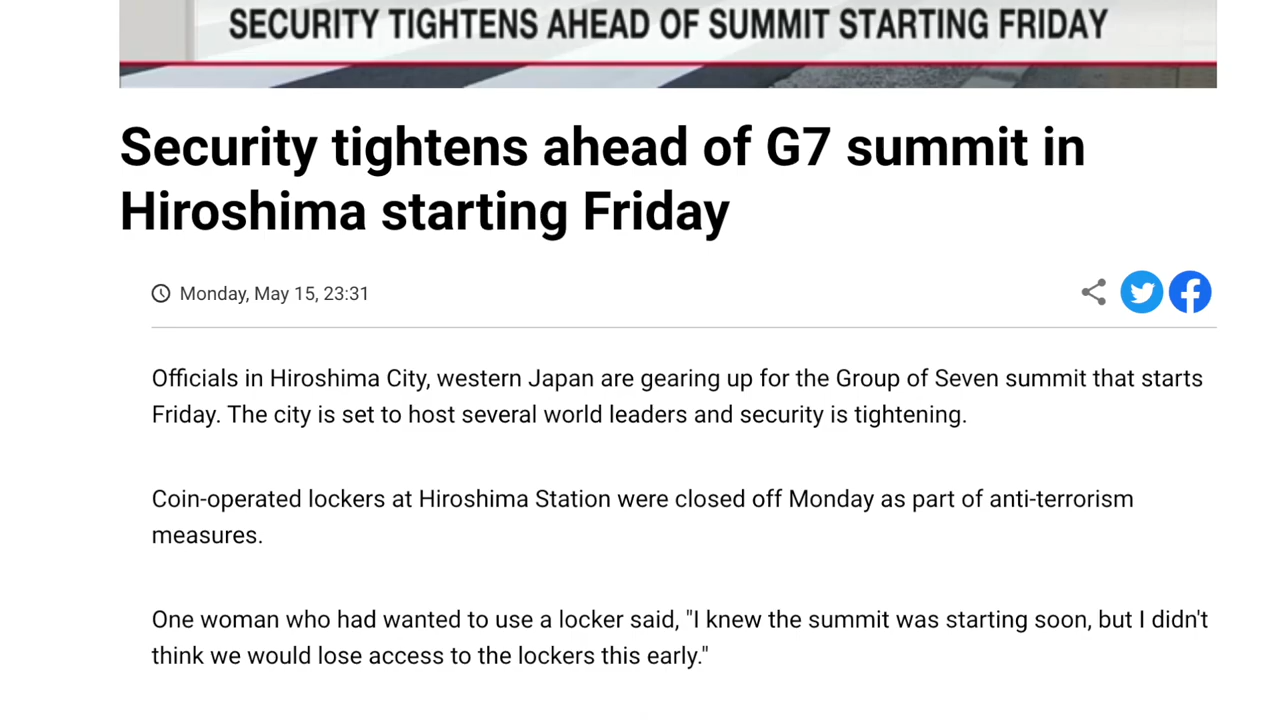 SECURITY TIGHTENS AHEAD OF SUMMIT STARTING FRIDAY
Security tightens ahead of G7 summit in
Hiroshima starting Friday
Monday, May 15, 23:31
Officials in Hiroshima City, western Japan are gearing up for the Group of Seven summit that starts
Friday. The city is set to host several world leaders and security is tightening.
Coin-operated lockers at Hiroshima Station were closed off Monday as part of anti-terrorism
measures.
One woman who had wanted to use a locker said, "I knew the summit was starting soon, but I didn't
think we would lose access to the lockers this early."